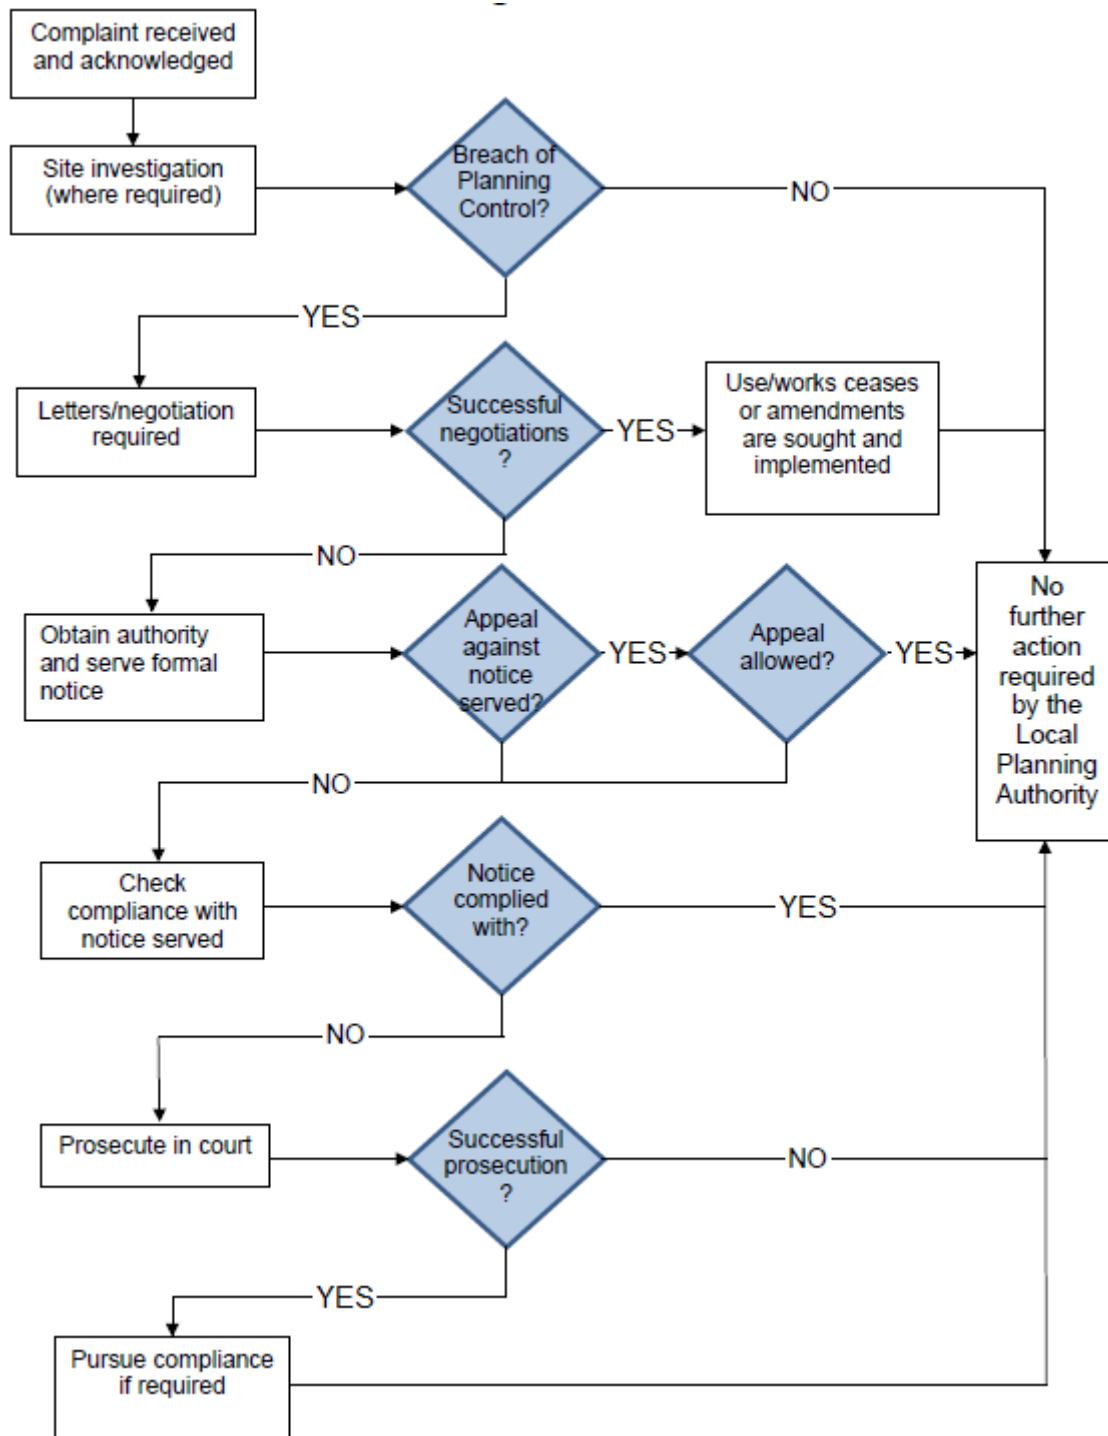 Complaint received
and acknowledged
Site investigation
(where required)
Breach of
Planning
Control?
NO
YES
Letters/negotiation
required
Successful
negotiations
?
YES
Use/works ceases
or amendments
are sought and
implemented
NO
Obtain authority
and serve formal
notice
Appeal
against
notice
served?
YES
Appeal
allowed?
YES
No
further
action
required
by the
Local
Planning
Authority
NO
Check
compliance with
notice served
Notice
complied
with?
YES
NO
Prosecute in court
Successful
prosecution
?
NO
YES
Pursue compliance
if required